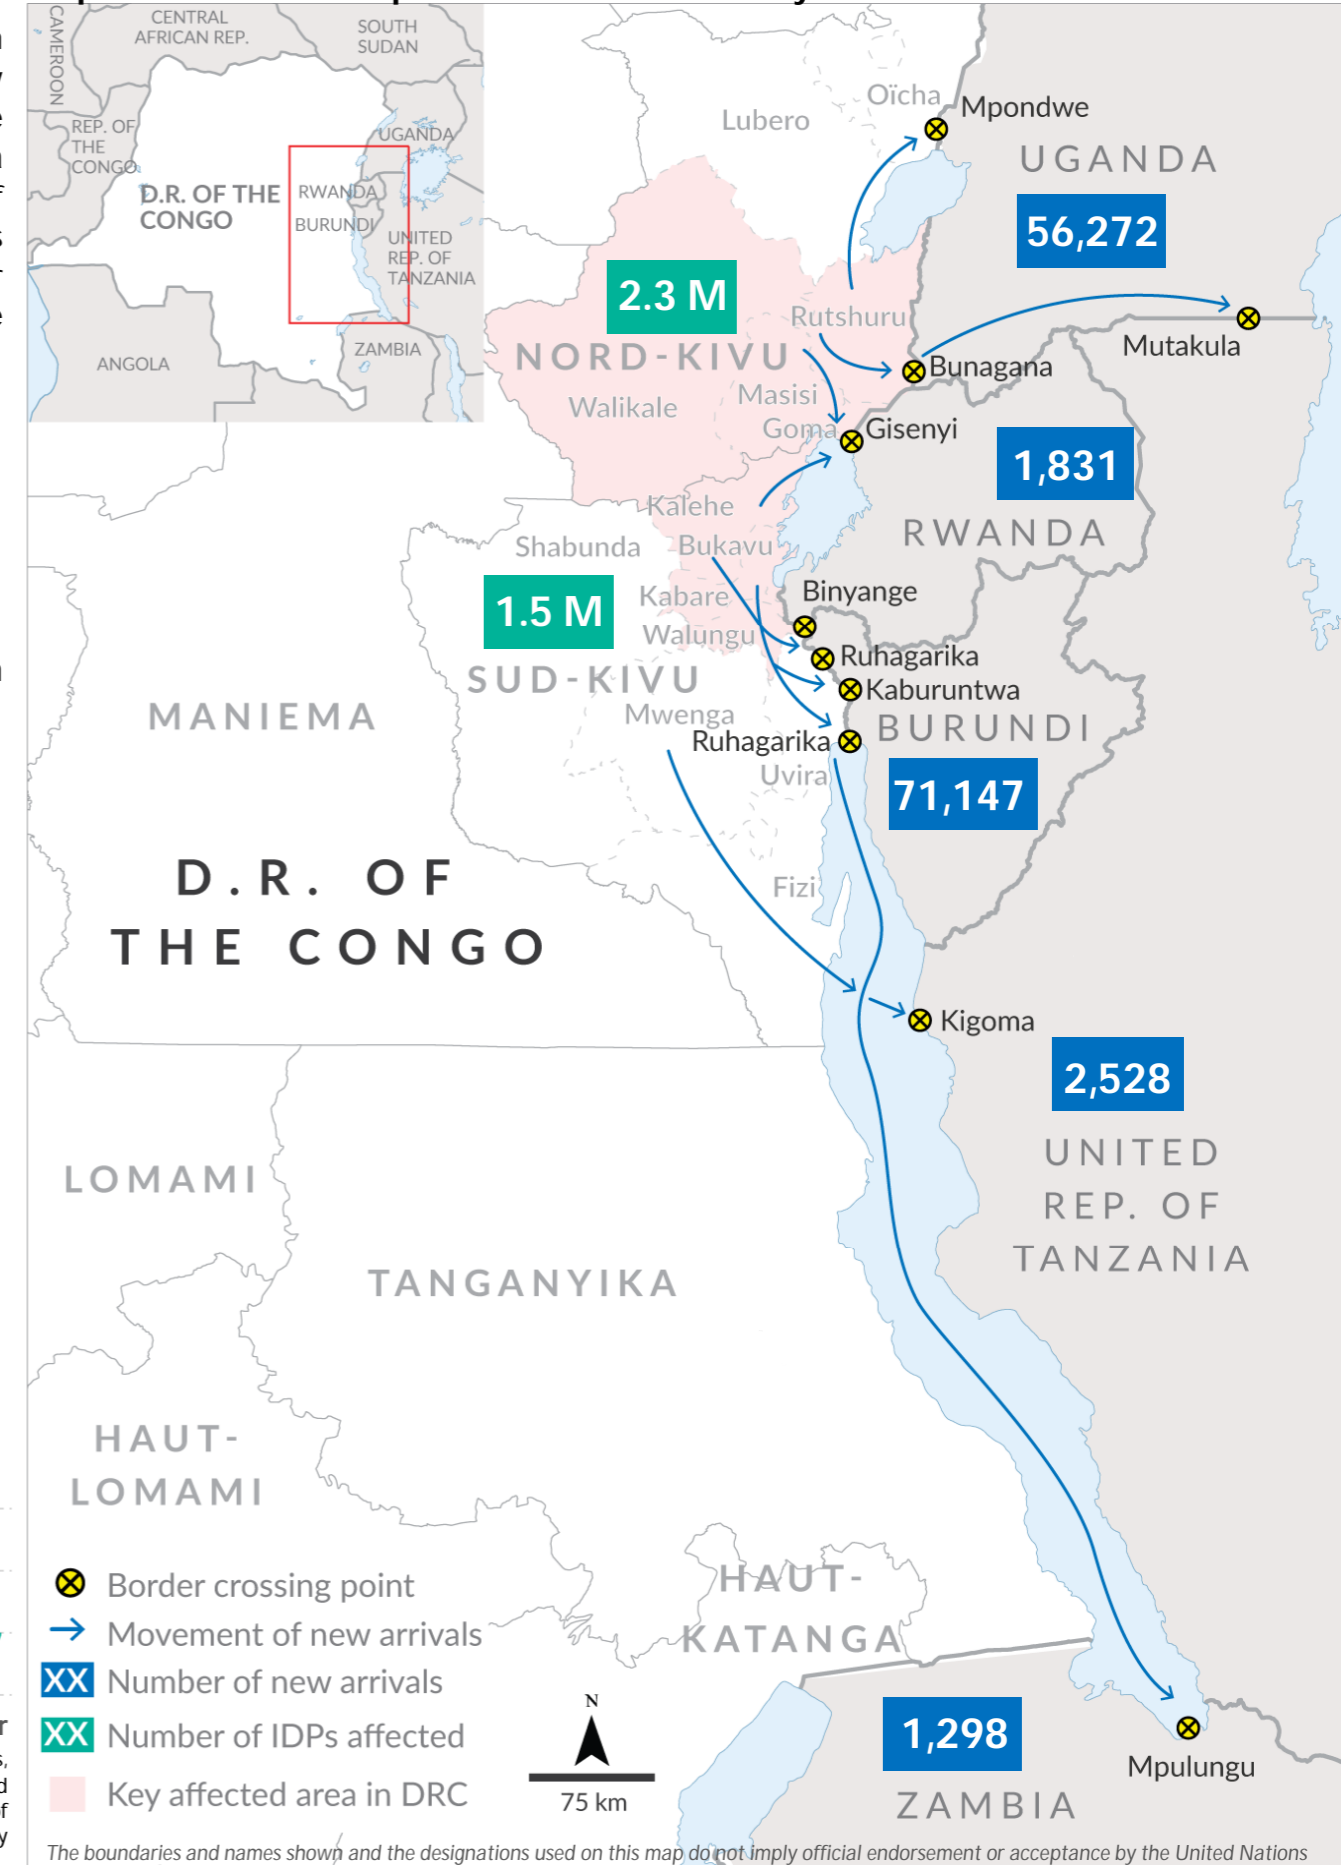 CAMEROON
CENTRAL
AFRICAN REP.
SOUTH
SUDAN
REP. OF
THE
CONGO
UGANDA
D.R. OF THE
CONGO
RWANDA
BURUNDI
UNITED
REP. OF
TANZANIA
ANGOLA
ZAMBIA
Lubero
Oïcha
Mpondwe
UGANDA
56,272
2.3 M
Rutshuru
NORD-KIVU
Mutakula
Bunagana
Masisi
Walikale
Goma
Gisenyi
1,831
Kalehe
RWANDA
Shabunda
Bukavu
Binyange
Kabare
1.5 M
Walungu
Ruhagarika
SUD-KIVU
Kaburuntwa
MANIEMA
Mwenga
BURUNDI
Ruhagarika
Uvira
71,147
D.R. OF
THE CONGO
Fizi
Kigoma
2,528
UNITED
REP. OF
TANZANIA
LOMAMI
TANGANYIKA
HAUT-
LOMAMI
HAUT-
KATANGA
Border crossing point
Movement of new arrivals
XX Number of new arrivals
XX Number of IDPs affected
Key affected area in DRC
N
75 km
1,298
Mpulungu
ZAMBIA
The boundaries and names shown and the designations used on this map do not imply official endorsement or acceptance by the United Nations